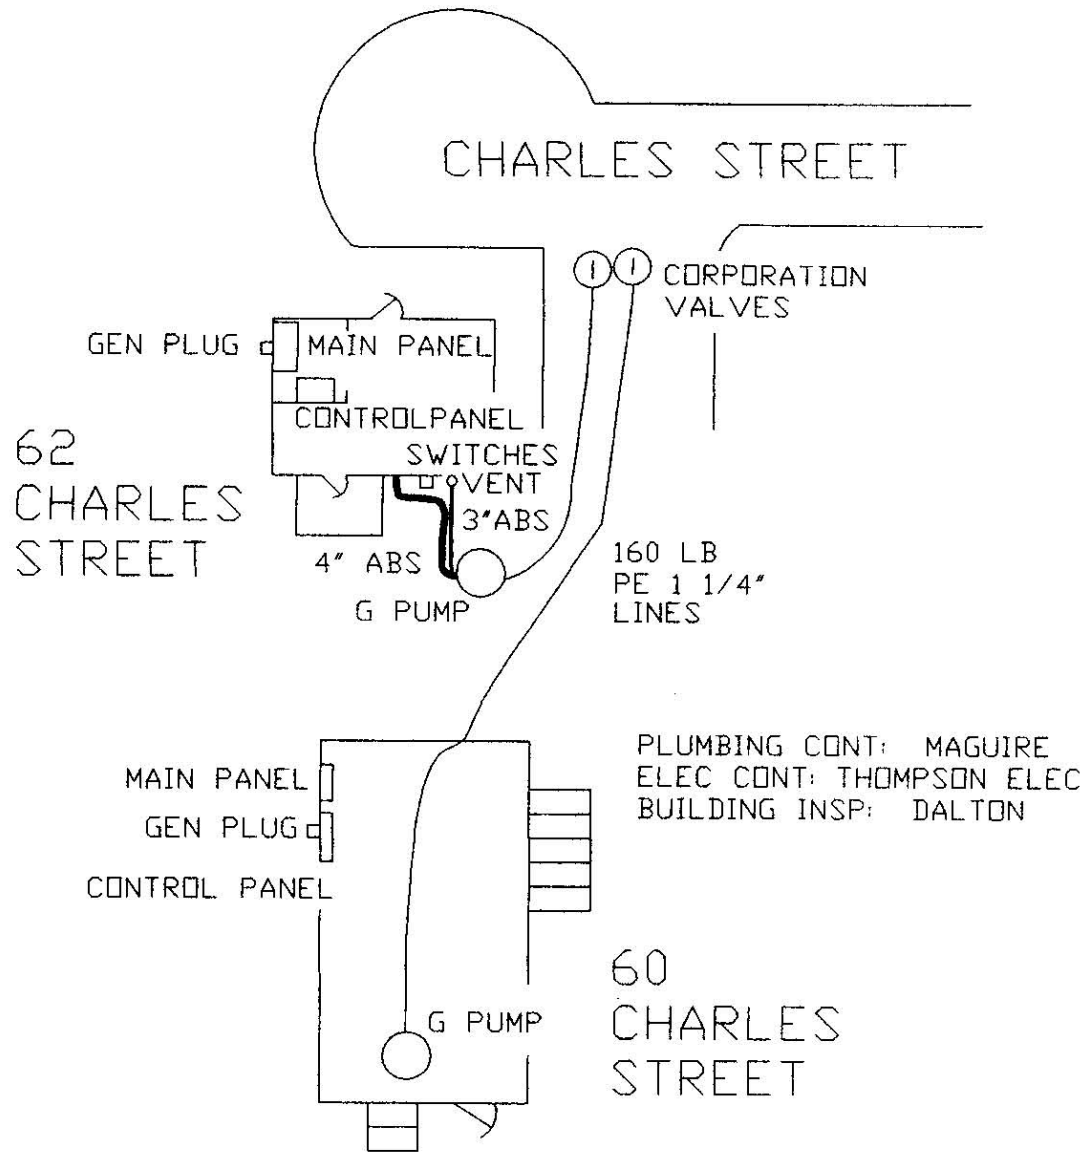 CHARLES STREET
CORPORATION
VALVES
GEN PLUG
MAIN PANEL
CONTROLPANEL
SWITCHES
VENT
62
CHARLES
STREET
3"ABS
4" ABS
G PUMP
160 LB
PE 1 1/4"
LINES
PLUMBING CONT: MAGUIRE
ELEC CONT: THOMPSON ELEC
BUILDING INSP: DALTON
MAIN PANEL
GEN PLUG
CONTROL PANEL
G PUMP
60
CHARLES
STREET